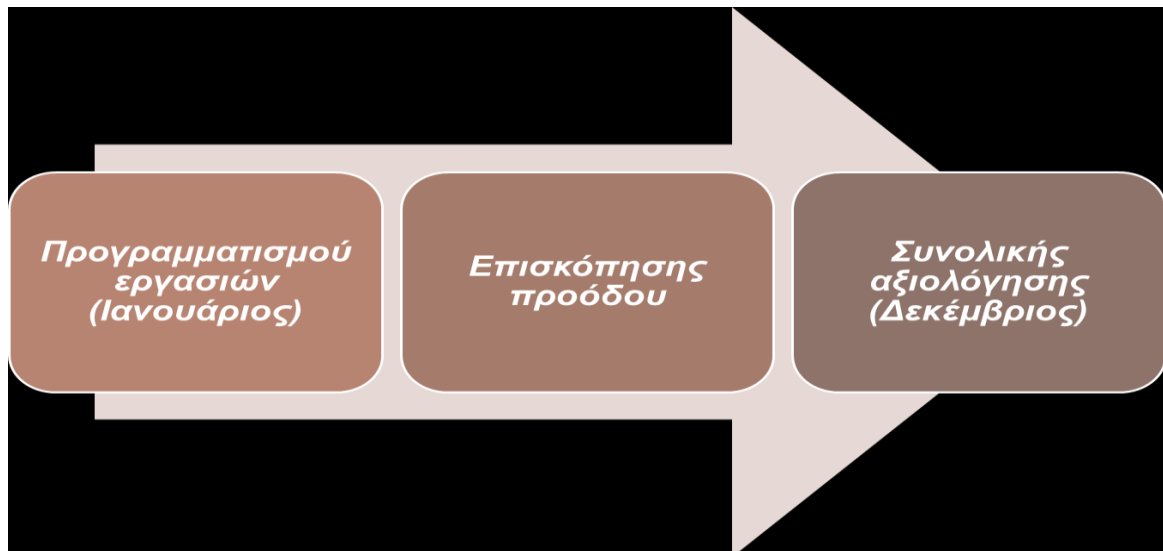 Προγραμματισμού
εργασιών
(Ιανουάριος)
Επισκόπησης
προόδου
Συνολικής
αξιολόγησης
(Δεκέμβριος)